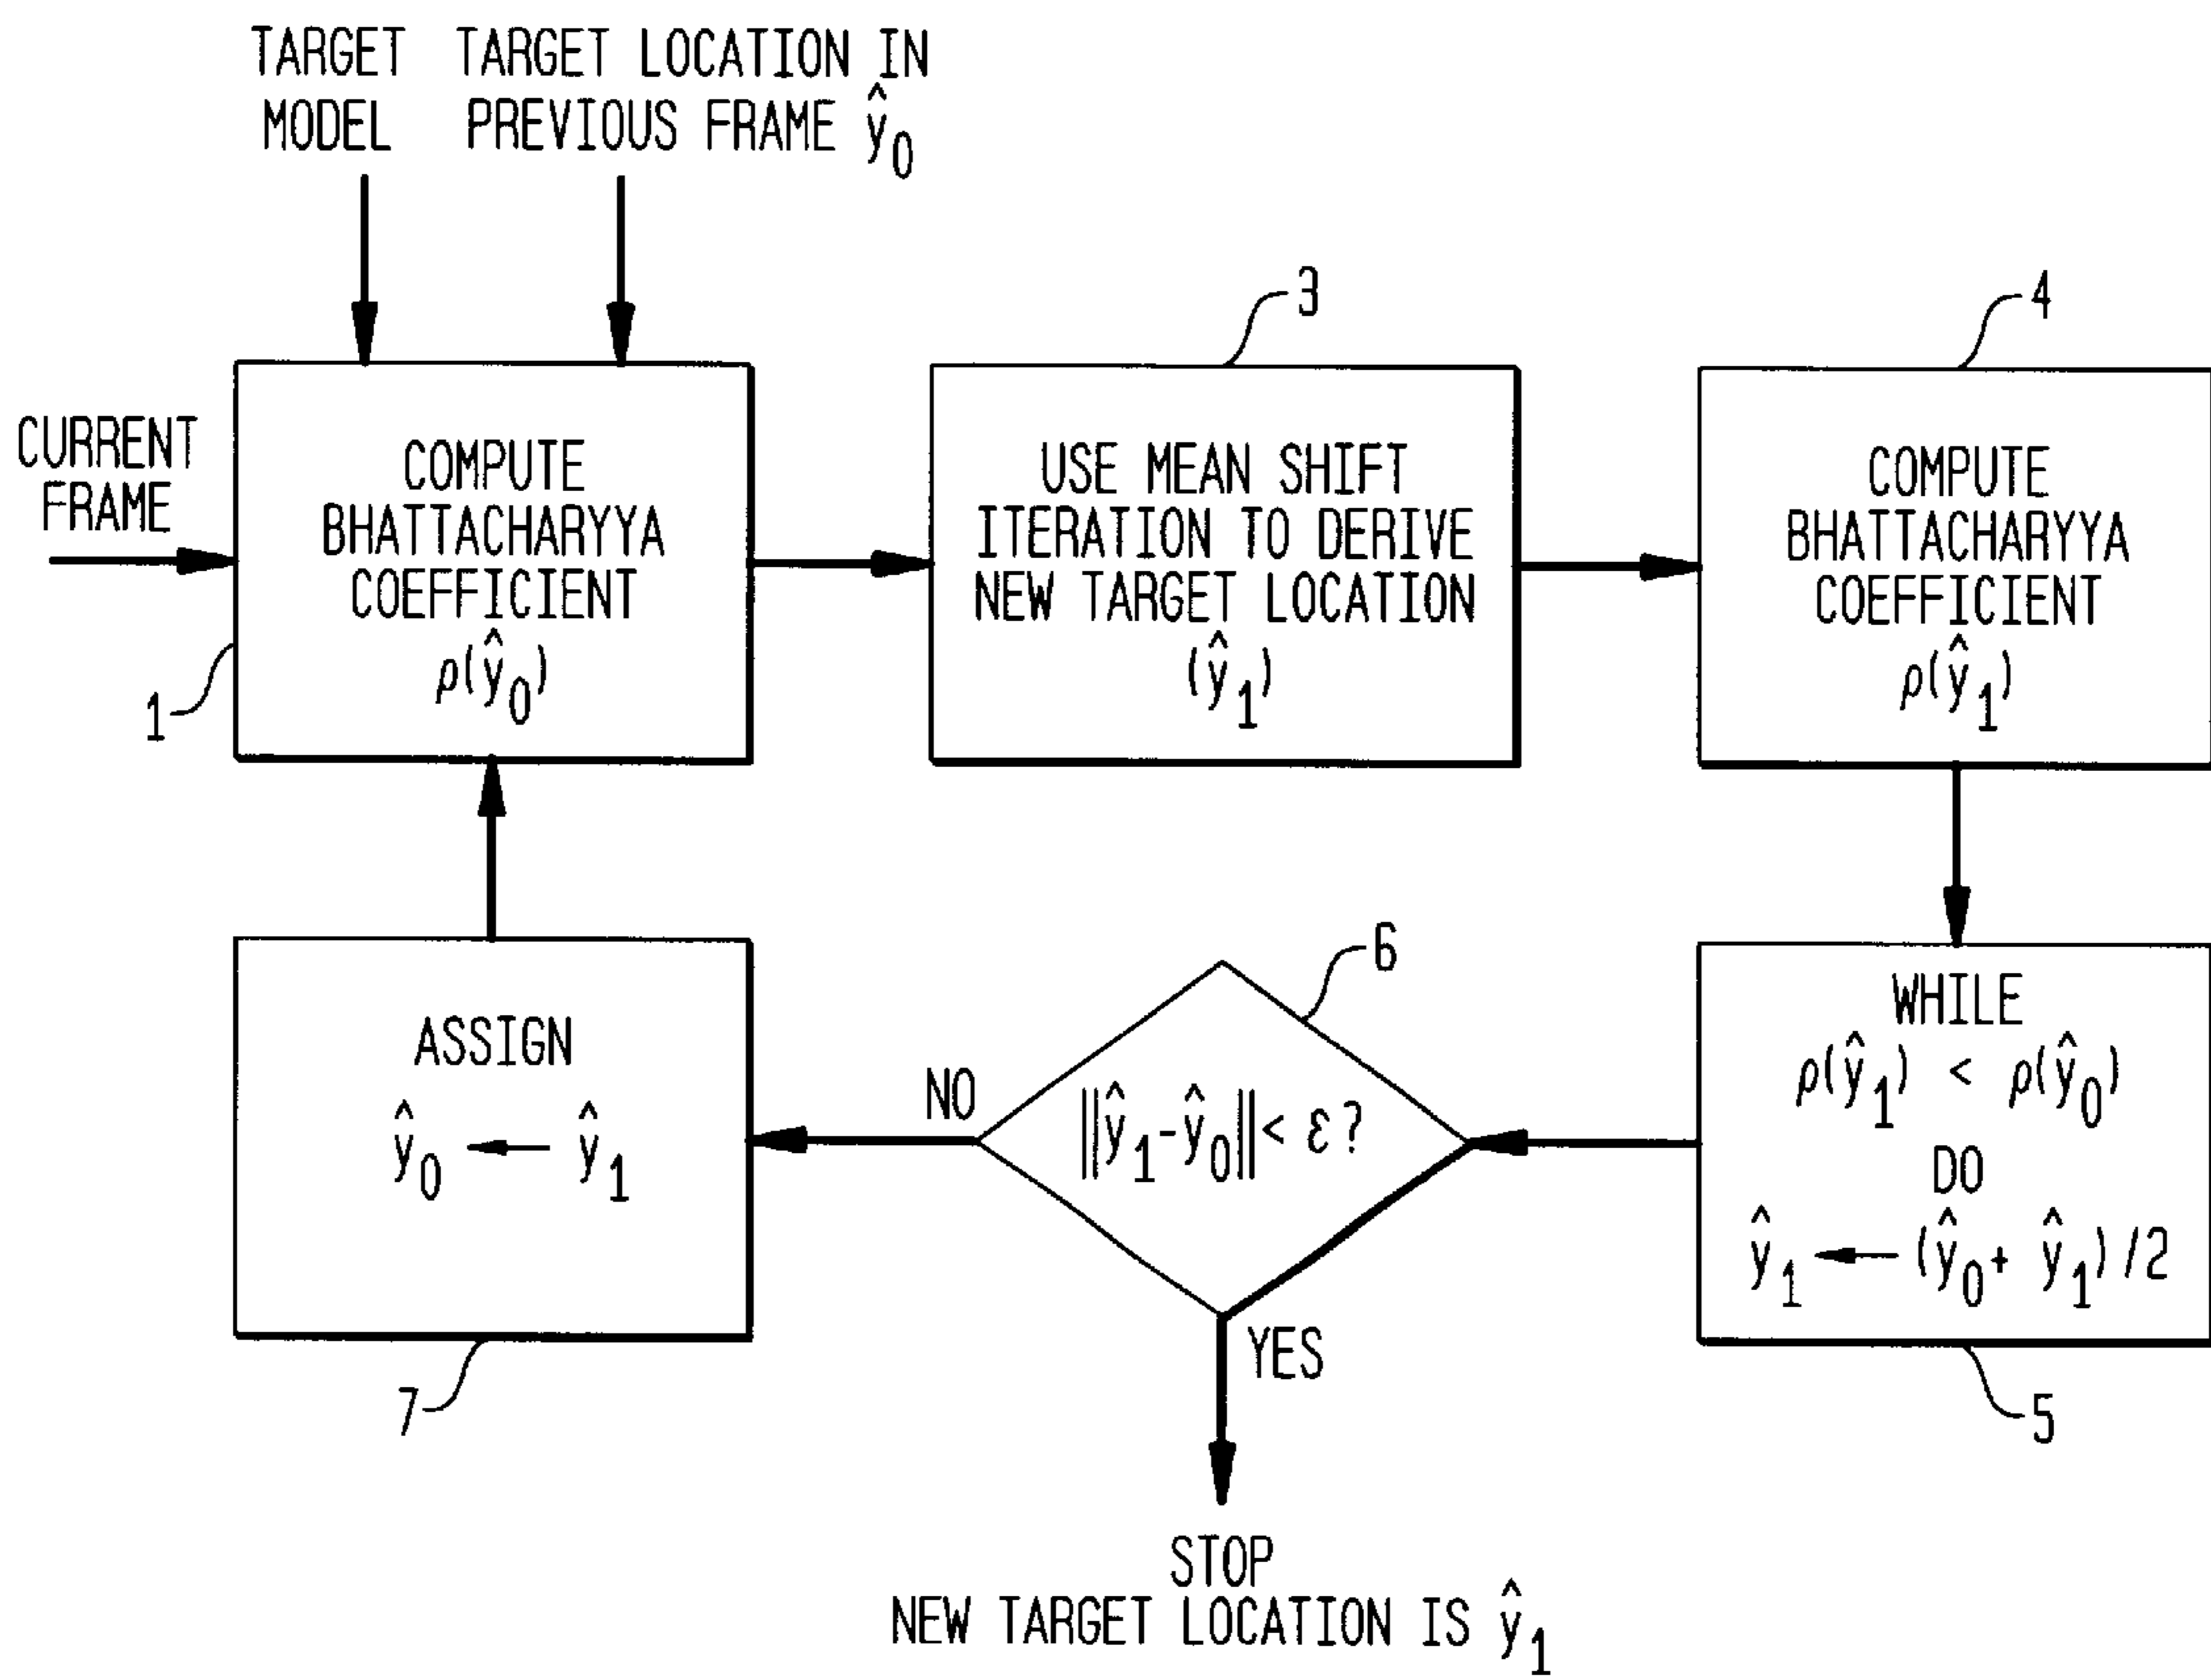 TARGET MODEL
TARGET LOCATION IN
PREVIOUS FRAME ŷ₀
CURRENT
FRAME
COMPUTE
BHATTACHARYYA
COEFFICIENT
ρ(ŷ₀)
1
3
USE MEAN SHIFT
ITERATION TO DERIVE
NEW TARGET LOCATION
(ŷ₁)
4
COMPUTE
BHATTACHARYYA
COEFFICIENT
ρ(ŷ₁)
WHILE
ρ(ŷ₁) < ρ(ŷ₀)
DO
ŷ₁ ← (ŷ₀+ ŷ₁)/2
5
6
‖ŷ₁-ŷ₀‖< ε?
NO
YES
ASSIGN
ŷ₀ ← ŷ₁
7
STOP
NEW TARGET LOCATION IS ŷ₁